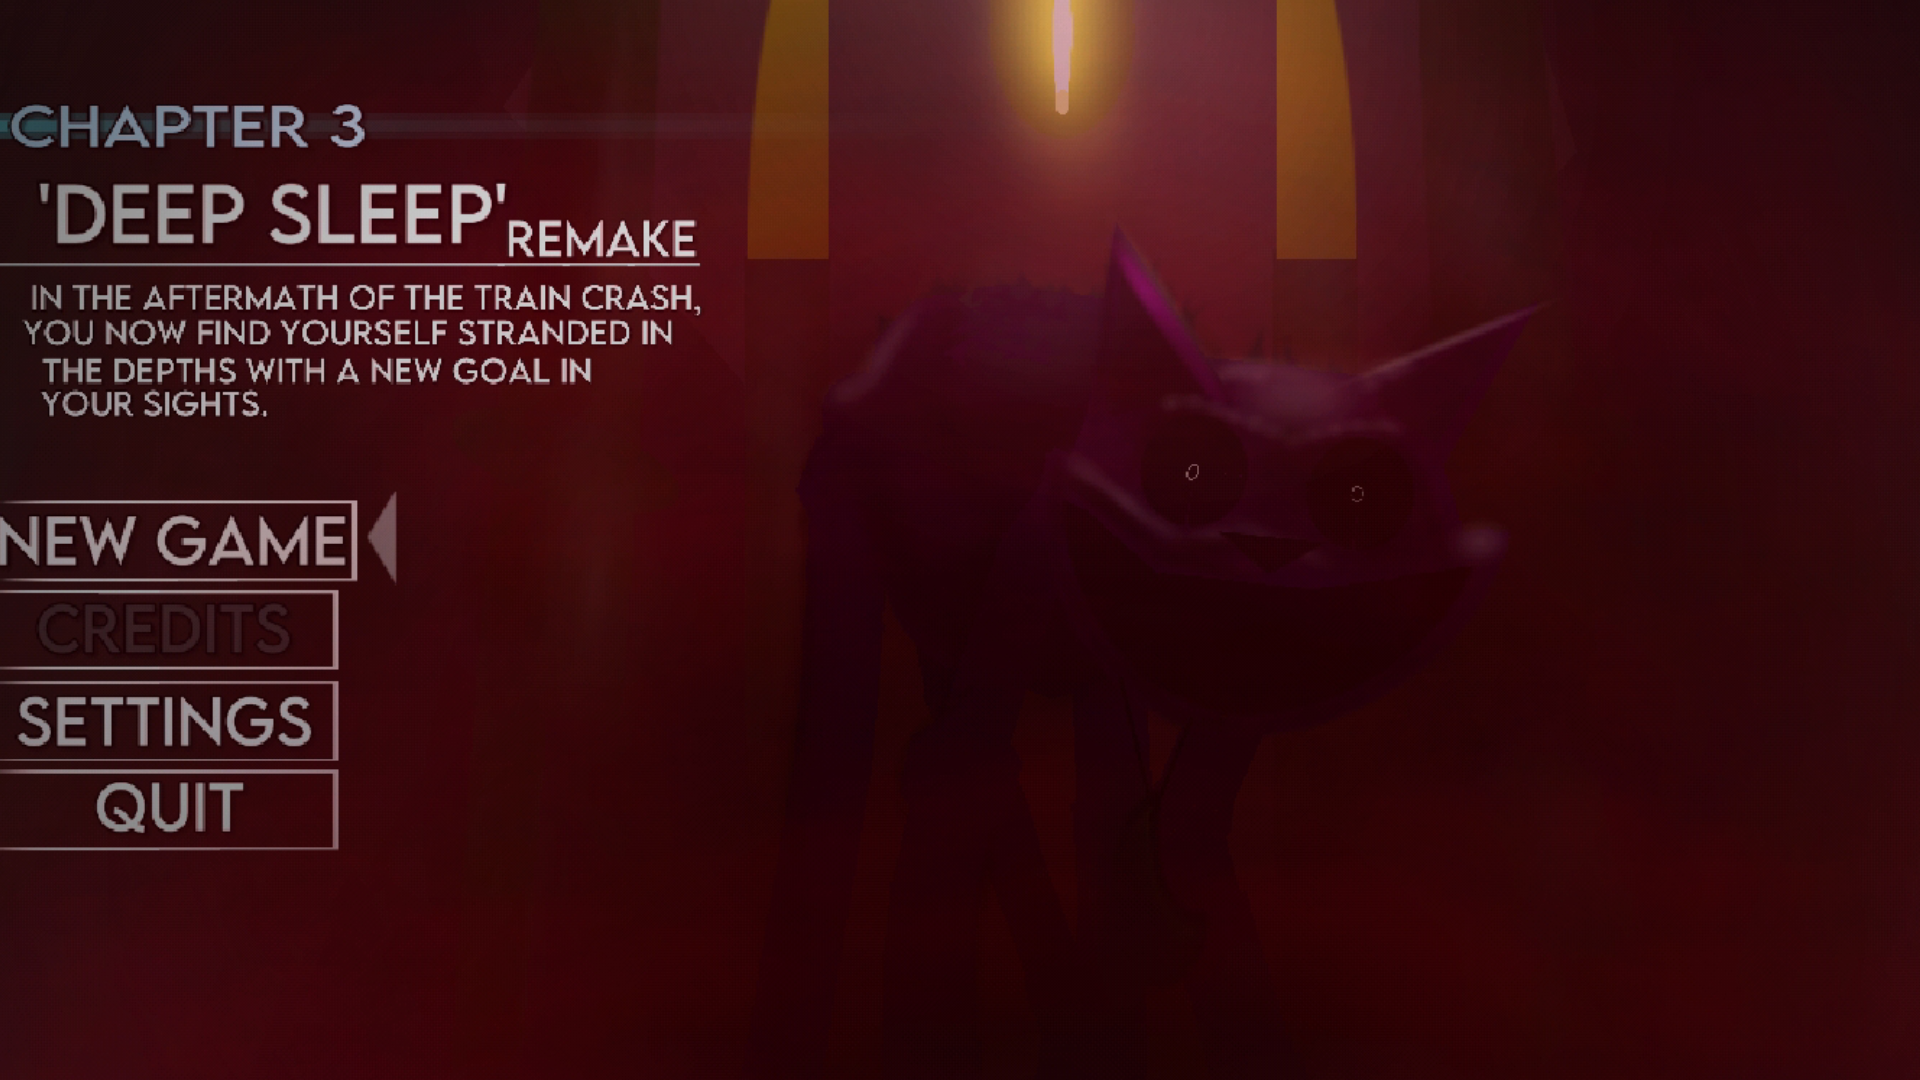 CHAPTER 3
'DEEP SLEEP' REMAKE
IN THE AFTERMATH OF THE TRAIN CRASH,
YOU NOW FIND YOURSELF STRANDED IN
THE DEPTHS WITH A NEW GOAL IN
YOUR SIGHTS.
NEW GAME
CREDITS
SETTINGS
QUIT